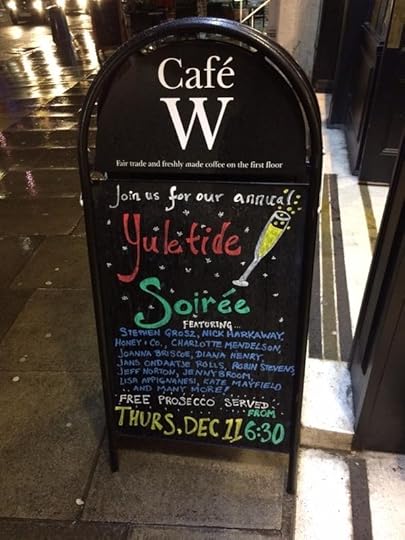 Café
W
Fair trade and freshly made coffee on the first floor
Join us for our annual:
Yuletide
Soirée
FEATURING...
STEPHEN GROSZ, NICK HARKAWAY,
HONEY & CO., CHARLOTTE MENDELSON,
JOANNA BRISCOE, DIANA HENRY,
JANS ONDAATJE ROLLS, ROBIN STEVENS
JEFF NORTON, JENNY BROOM,
LISA APPIGNANESI, KATE MAYFIELD
...AND MANY MORE!
FREE PROSECCO SERVED
FROM
THURS, DEC 11 6:30